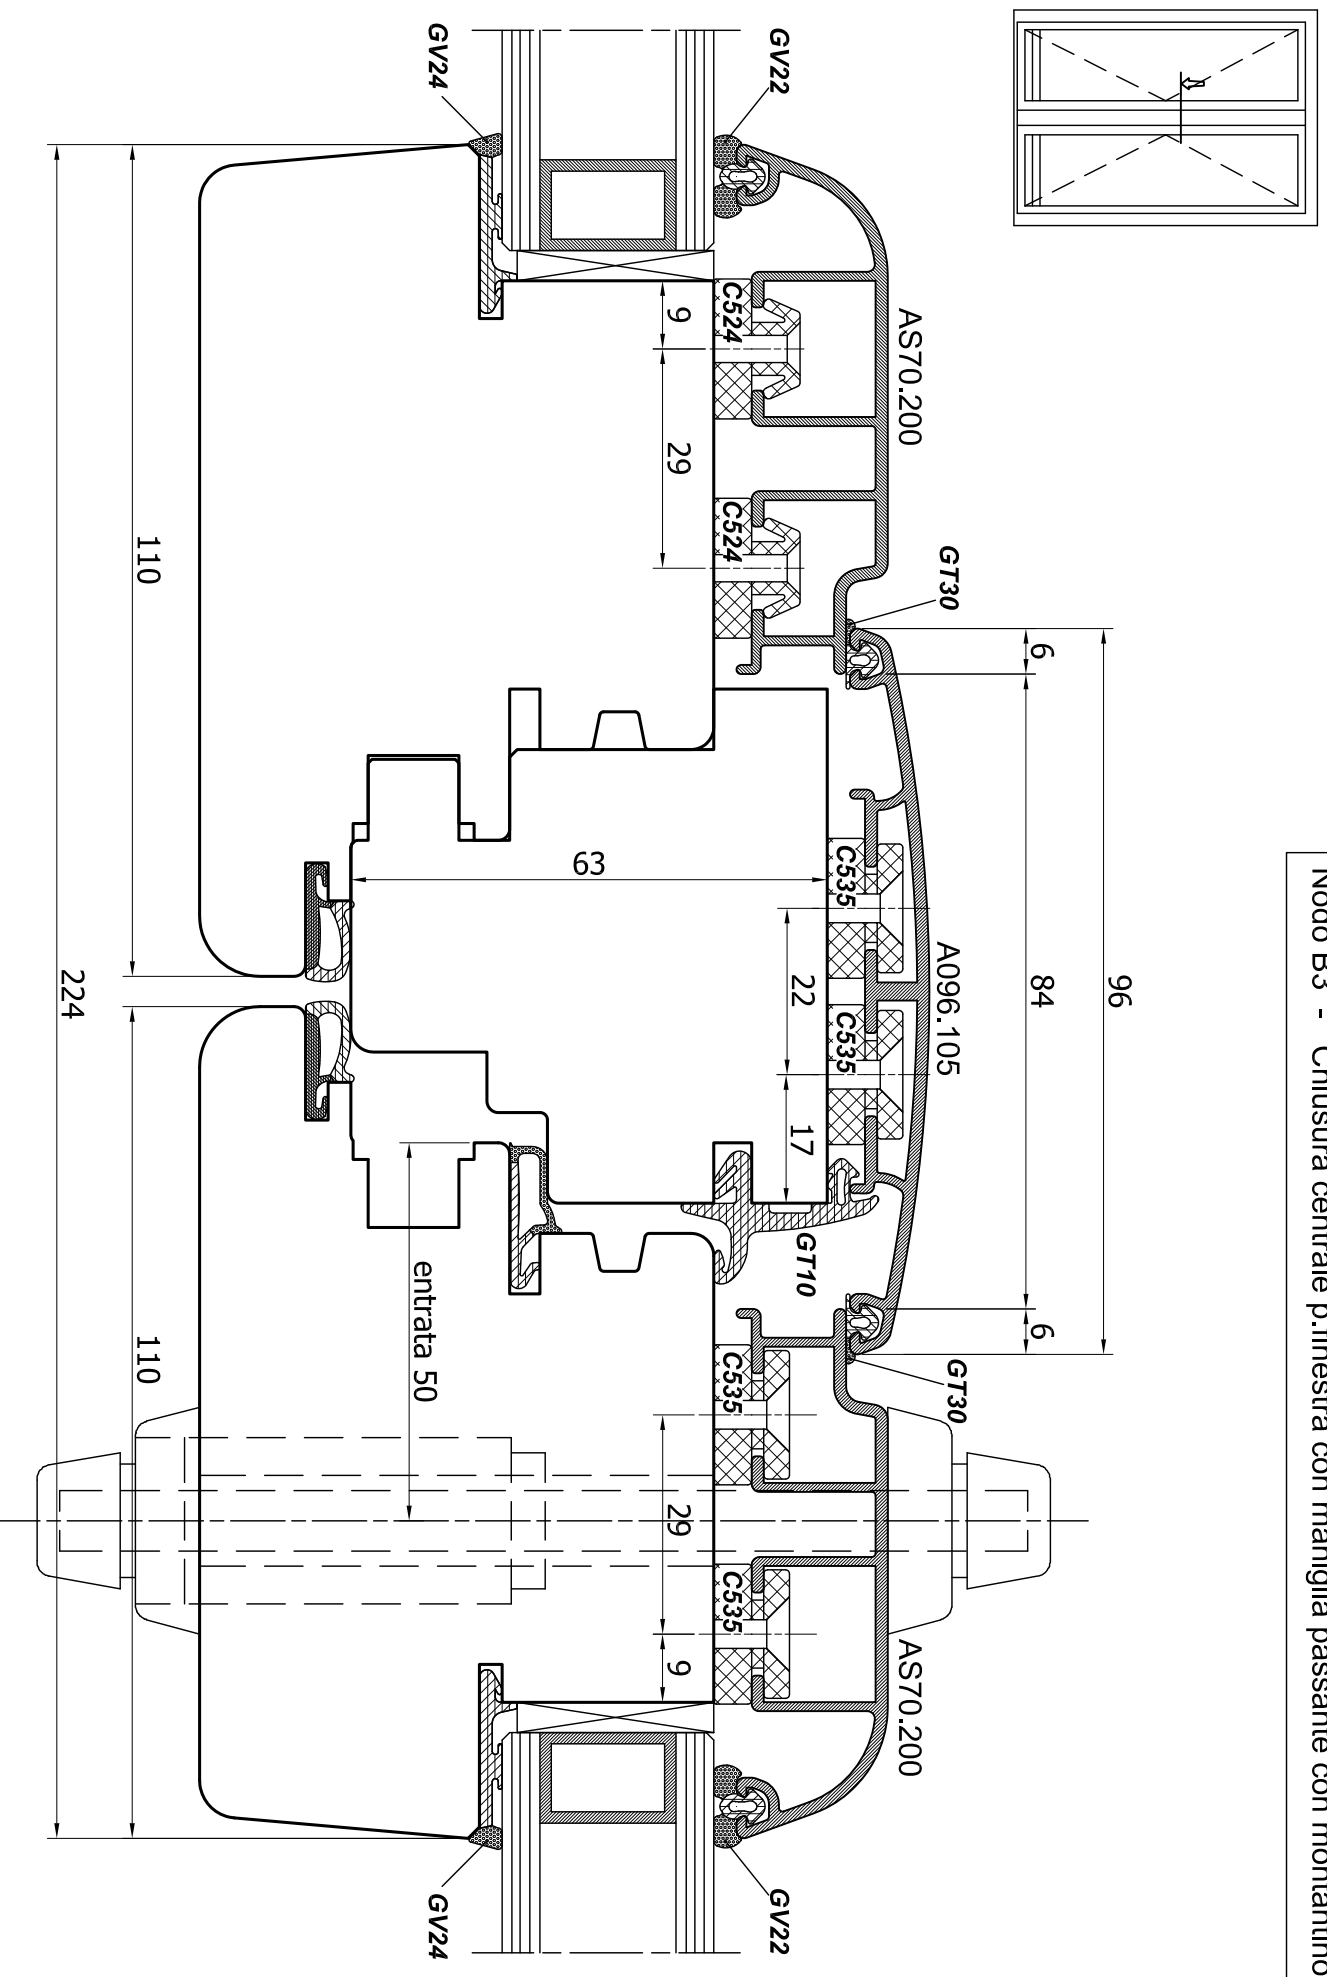 Nodo B3 - Chiusura centrale p.finestra con maniglia passante con montantino
GV24
GV22
C524
9
AS70.200
29
C524
GT30
6
110
96
84
63
C535
A096.105
22
C535
224
17
GT10
entrata 50
6
GT30
110
C535
29
C535
9
AS70.200
GV24
GV22